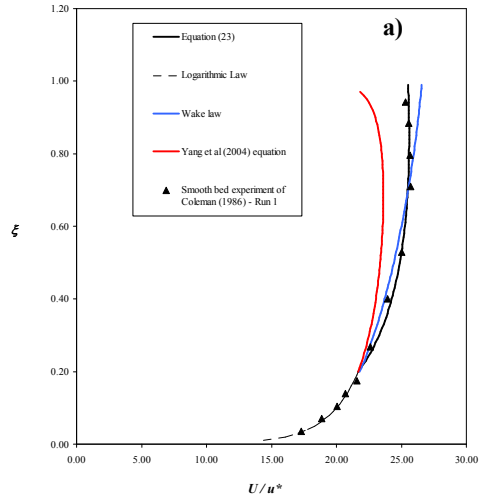 a)
Equation (23)
Logarithmic Law
Wake law
Yang et al (2004) equation
Smooth bed experiment of
Coleman (1986) - Run 1
1.20
1.00
0.80
0.60
0.40
0.20
0.00
ξ
0.00 5.00 10.00 15.00 20.00 25.00 30.00
U / u*